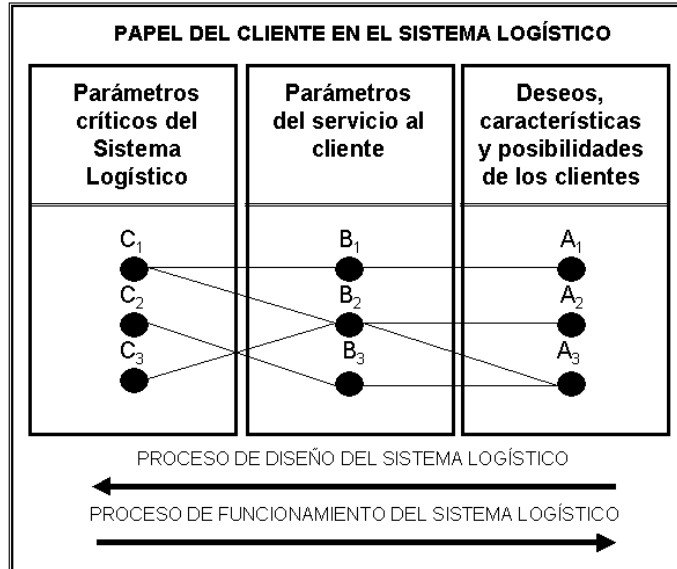 PAPEL DEL CLIENTE EN EL SISTEMA LOGÍSTICO
Parámetros
críticos del
Sistema
Logístico
Parámetros
del servicio al
cliente
Deseos,
características
y posibilidades
de los clientes
C1
B1
A1
C2
B2
A2
C3
B3
A3
PROCESO DE DISEÑO DEL SISTEMA LOGÍSTICO
PROCESO DE FUNCIONAMIENTO DEL SISTEMA LOGÍSTICO